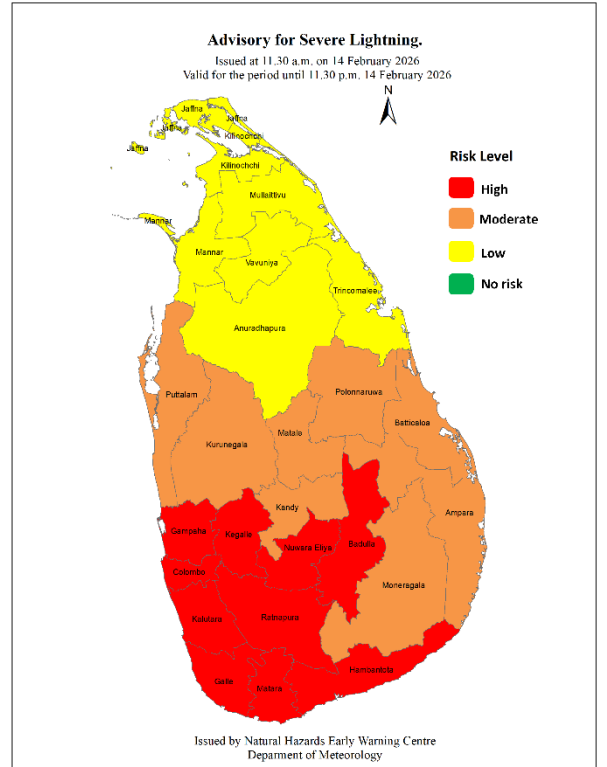 Advisory for Severe Lightning.
Issued at 11.30 a.m. on 14 February 2026
Valid for the period until 11.30 p.m. 14 February 2026
N
Jaffna
Jaffna
Jaffna
Kilinochchi
Jaffna
Kilinochchi
Risk Level
High
Moderate
Low
No risk
Mullaittivu
Mannar
Mannar
Vavuniya
Trincomalee
Anuradhapura
Puttalam
Polonnaruwa
Batticaloa
Kurunegala
Matale
Kandy
Ampara
Gampaha
Kegalle
Nuwara Eliya
Badulla
Colombo
Moneragala
Kalutara
Ratnapura
Hambantota
Galle
Matara
Issued by Natural Hazards Early Warning Centre
Deparment of Meteorology